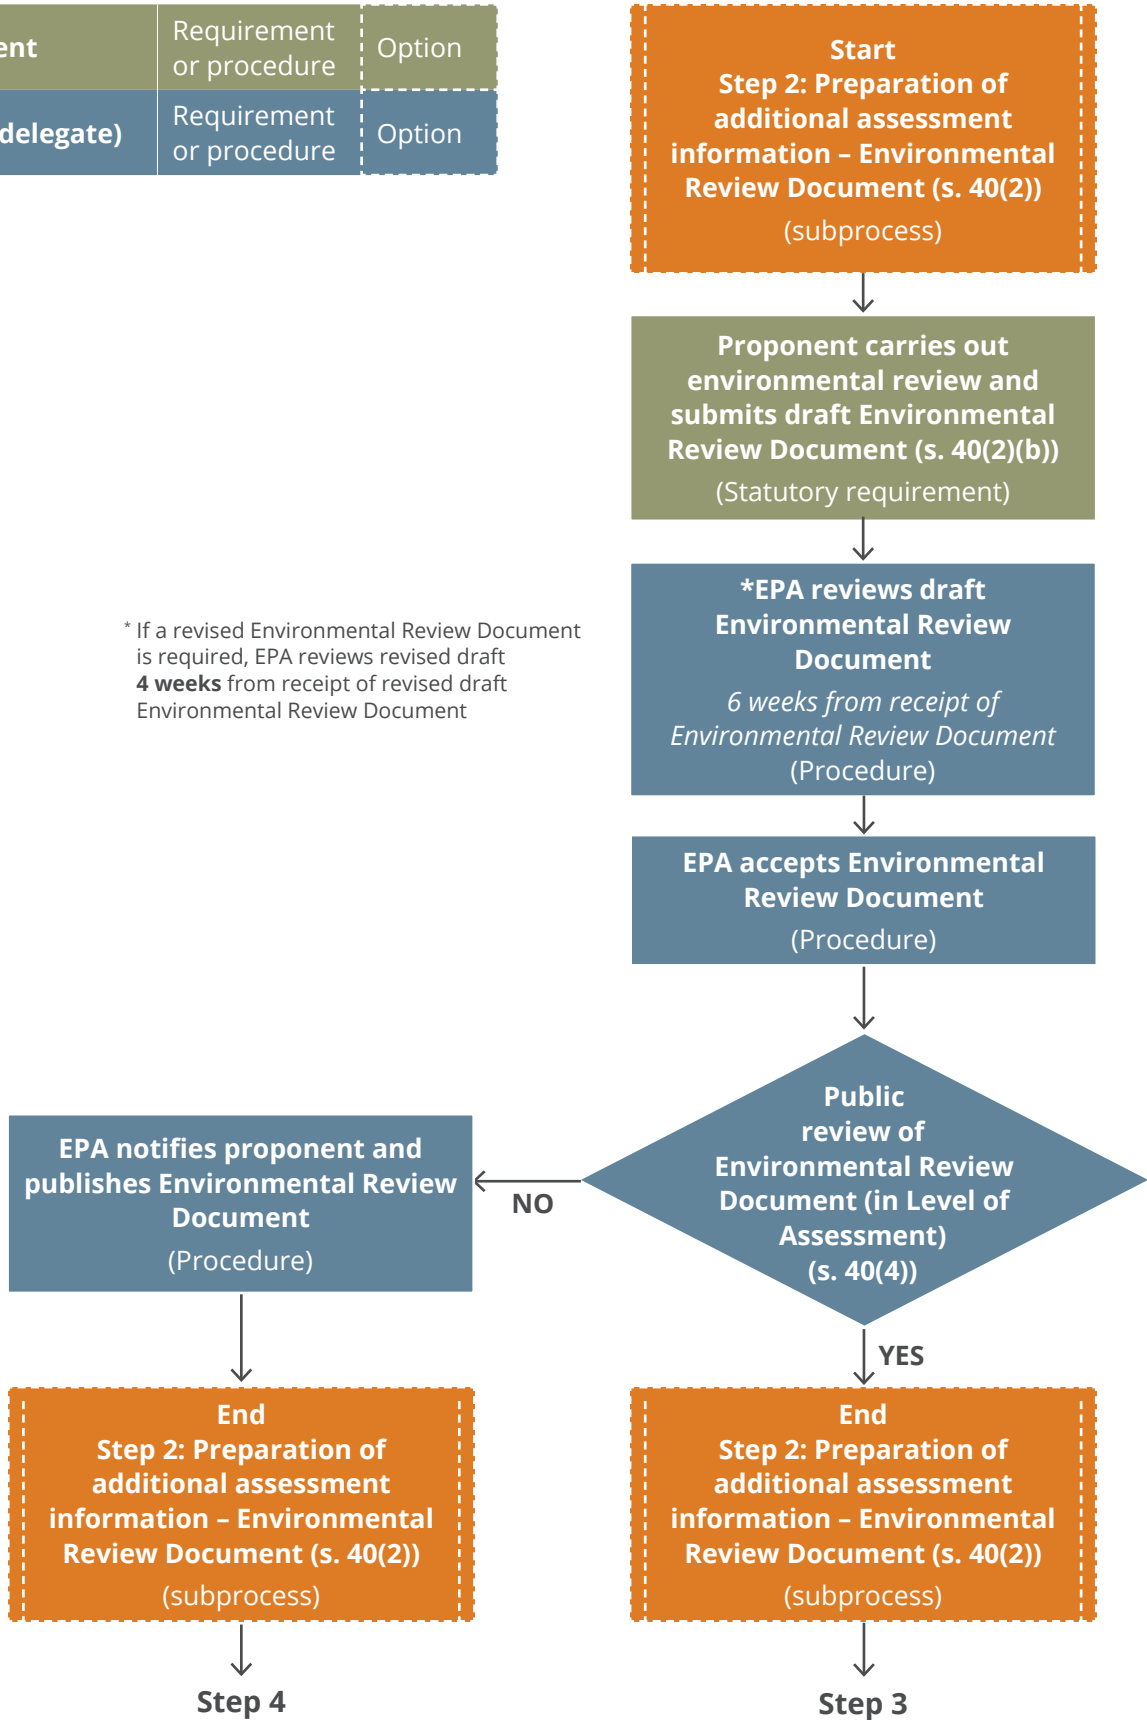 Requirement
or procedure
Option
delegate)
Requirement
or procedure
Option
Start
Step 2: Preparation of
additional assessment
information – Environmental
Review Document (s. 40(2))
(subprocess)
Proponent carries out
environmental review and
submits draft Environmental
Review Document (s. 40(2)(b))
(Statutory requirement)
*EPA reviews draft
Environmental Review
Document
6 weeks from receipt of
Environmental Review Document
(Procedure)
* If a revised Environmental Review Document
is required, EPA reviews revised draft
4 weeks from receipt of revised draft
Environmental Review Document
EPA accepts Environmental
Review Document
(Procedure)
Public
review of
Environmental Review
Document (in Level of
Assessment)
(s. 40(4))
NO
EPA notifies proponent and
publishes Environmental Review
Document
(Procedure)
YES
End
Step 2: Preparation of
additional assessment
information – Environmental
Review Document (s. 40(2))
(subprocess)
Step 4
End
Step 2: Preparation of
additional assessment
information – Environmental
Review Document (s. 40(2))
(subprocess)
Step 3